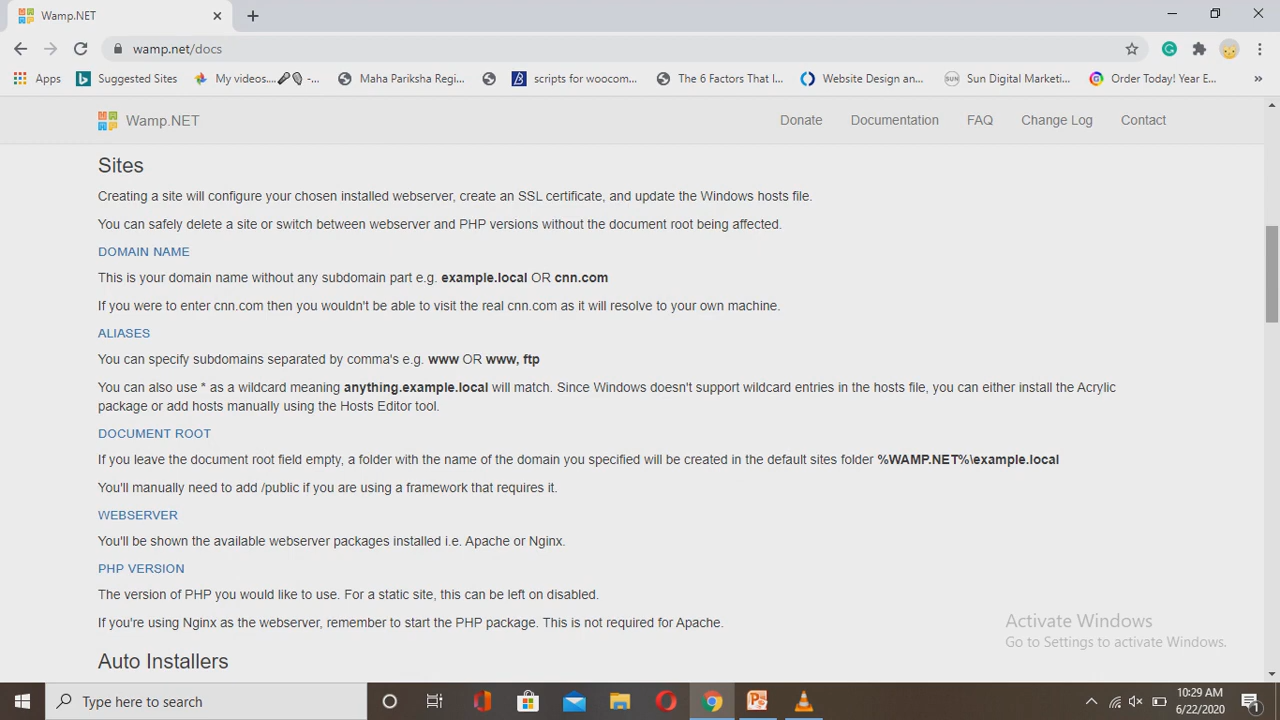 Wamp.NET
wamp.net/docs
Apps Suggested Sites My videos.... -... Maha Pariksha Regi... scripts for woocom... The 6 Factors That I... Website Design an... SUN Sun Digital Marketi... Order Today! Year E... »
Wamp.NET Donate Documentation FAQ Change Log Contact
Sites
Creating a site will configure your chosen installed webserver, create an SSL certificate, and update the Windows hosts file.
You can safely delete a site or switch between webserver and PHP versions without the document root being affected.
DOMAIN NAME
This is your domain name without any subdomain part e.g. example.local OR cnn.com
If you were to enter cnn.com then you wouldn't be able to visit the real cnn.com as it will resolve to your own machine.
ALIASES
You can specify subdomains separated by comma's e.g. www OR www, ftp
You can also use * as a wildcard meaning anything.example.local will match. Since Windows doesn't support wildcard entries in the hosts file, you can either install the Acrylic
package or add hosts manually using the Hosts Editor tool.
DOCUMENT ROOT
If you leave the document root field empty, a folder with the name of the domain you specified will be created in the default sites folder %WAMP.NET%\example.local
You'll manually need to add /public if you are using a framework that requires it.
WEBSERVER
You'll be shown the available webserver packages installed i.e. Apache or Nginx.
PHP VERSION
The version of PHP you would like to use. For a static site, this can be left on disabled.
If you're using Nginx as the webserver, remember to start the PHP package. This is not required for Apache.
Auto Installers
Activate Windows
Go to Settings to activate Windows.
Type here to search
10:29 AM
6/22/2020
1